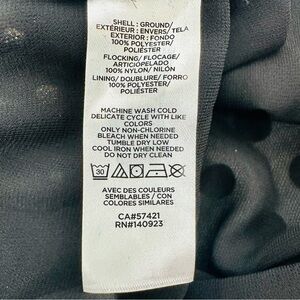 SHELL : GROUND/
EXTÉRIEUR : ENVERS/ TELA
EXTERIOR : FONDO
100% POLYESTER/
POLIÉSTER
FLOCKING/ FLOCAGE/
ARTICIOPELADO
100% NYLON/ NILÓN
LINING/ DOUBLURE/ FORRO
100% POLYESTER/
POLIÉSTER
MACHINE WASH COLD
DELICATE CYCLE WITH LIKE
COLORS
ONLY NON-CHLORINE
BLEACH WHEN NEEDED
TUMBLE DRY LOW
COOL IRON WHEN NEEDED
DO NOT DRY CLEAN
30
AVEC DES COULEURS
SEMBLABLES / CON
COLORES SIMILARES
CA#57421
RN#140923